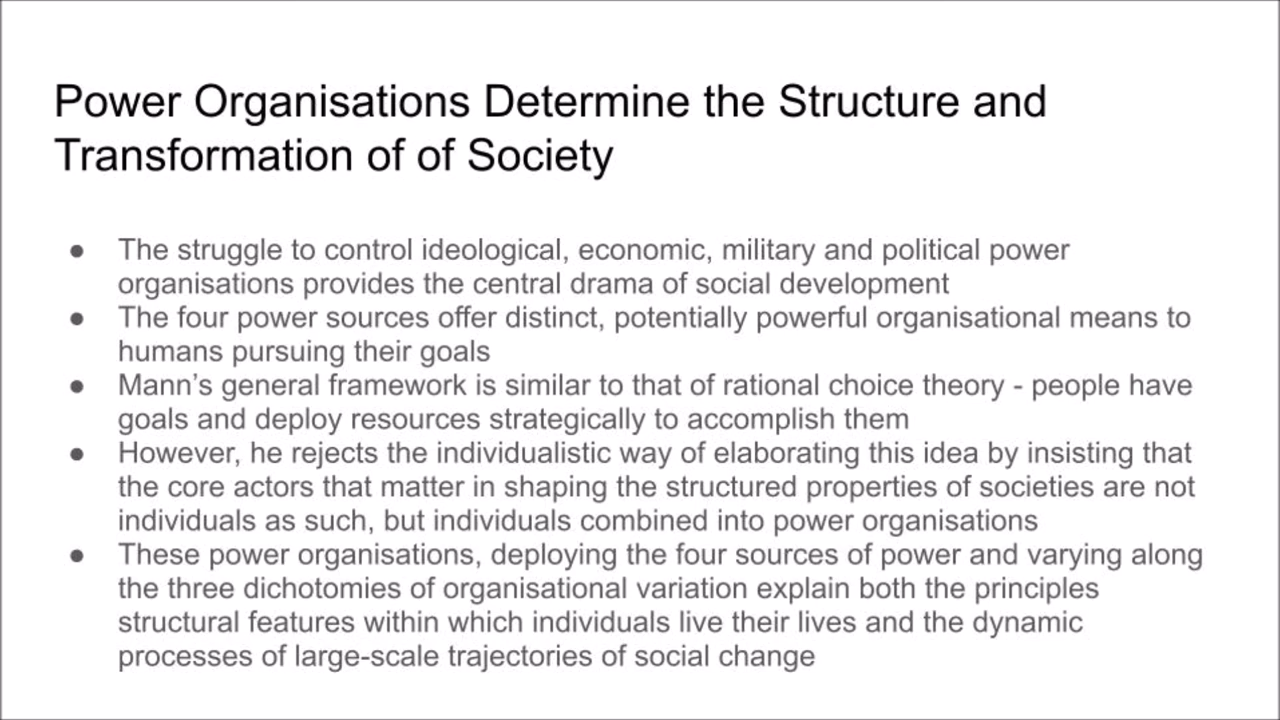 Power Organisations Determine the Structure and
Transformation of of Society
● The struggle to control ideological, economic, military and political power
organisations provides the central drama of social development
● The four power sources offer distinct, potentially powerful organisational means to
humans pursuing their goals
● Mann’s general framework is similar to that of rational choice theory - people have
goals and deploy resources strategically to accomplish them
● However, he rejects the individualistic way of elaborating this idea by insisting that
the core actors that matter in shaping the structured properties of societies are not
individuals as such, but individuals combined into power organisations
● These power organisations, deploying the four sources of power and varying along
the three dichotomies of organisational variation explain both the principles
structural features within which individuals live their lives and the dynamic
processes of large-scale trajectories of social change